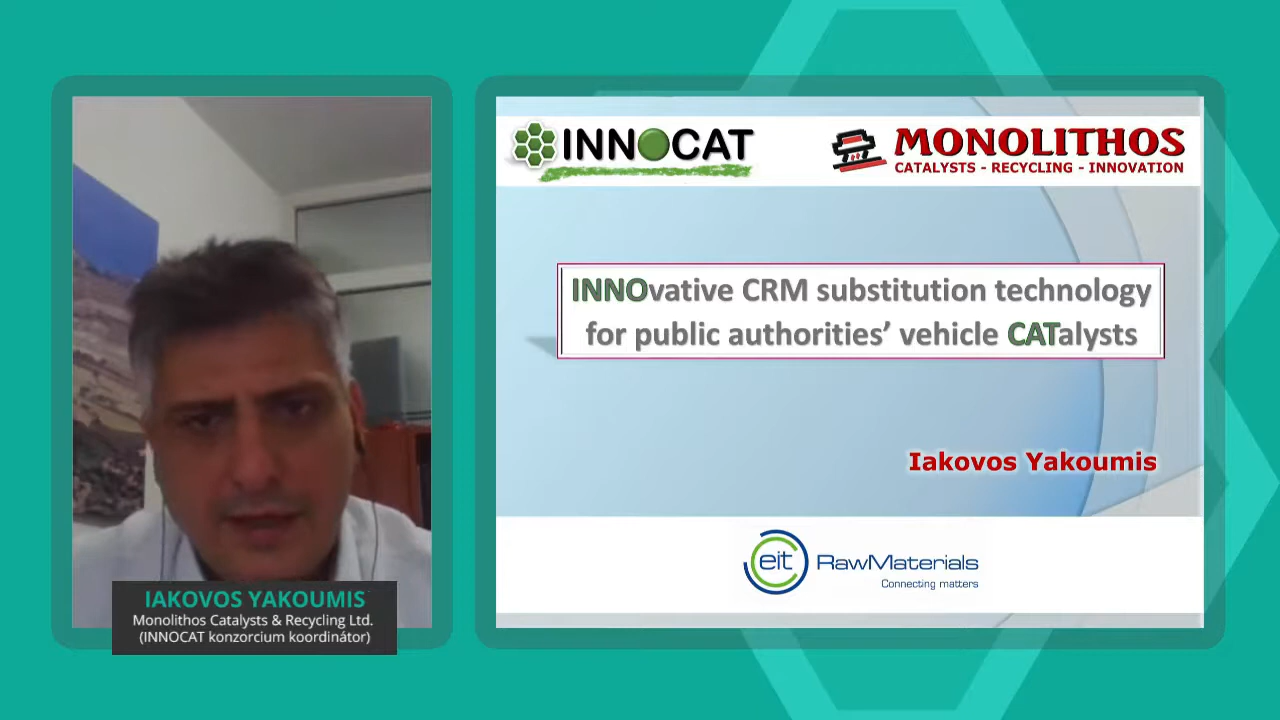 IAKOVOS YAKOUMIS
Monolithos Catalysts & Recycling Ltd.
(INNOCAT konzorcium koordinátor)
INNOCAT
MONOLITHOS
CATALYSTS - RECYCLING - INNOVATION
INNOvative CRM substitution technology
for public authorities’ vehicle CATalysts
Iakovos Yakoumis
eit RawMaterials
Connecting matters